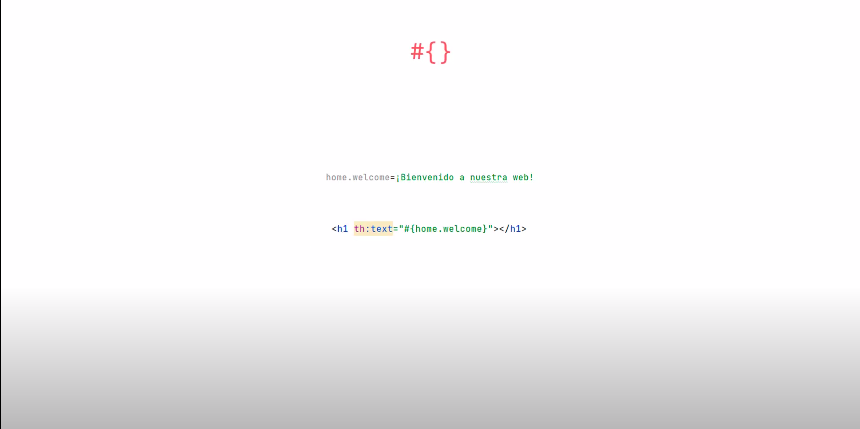 #{}
home.welcome=¡Bienvenido a nuestra web!
<h1 th:text="#{home.welcome}"></h1>